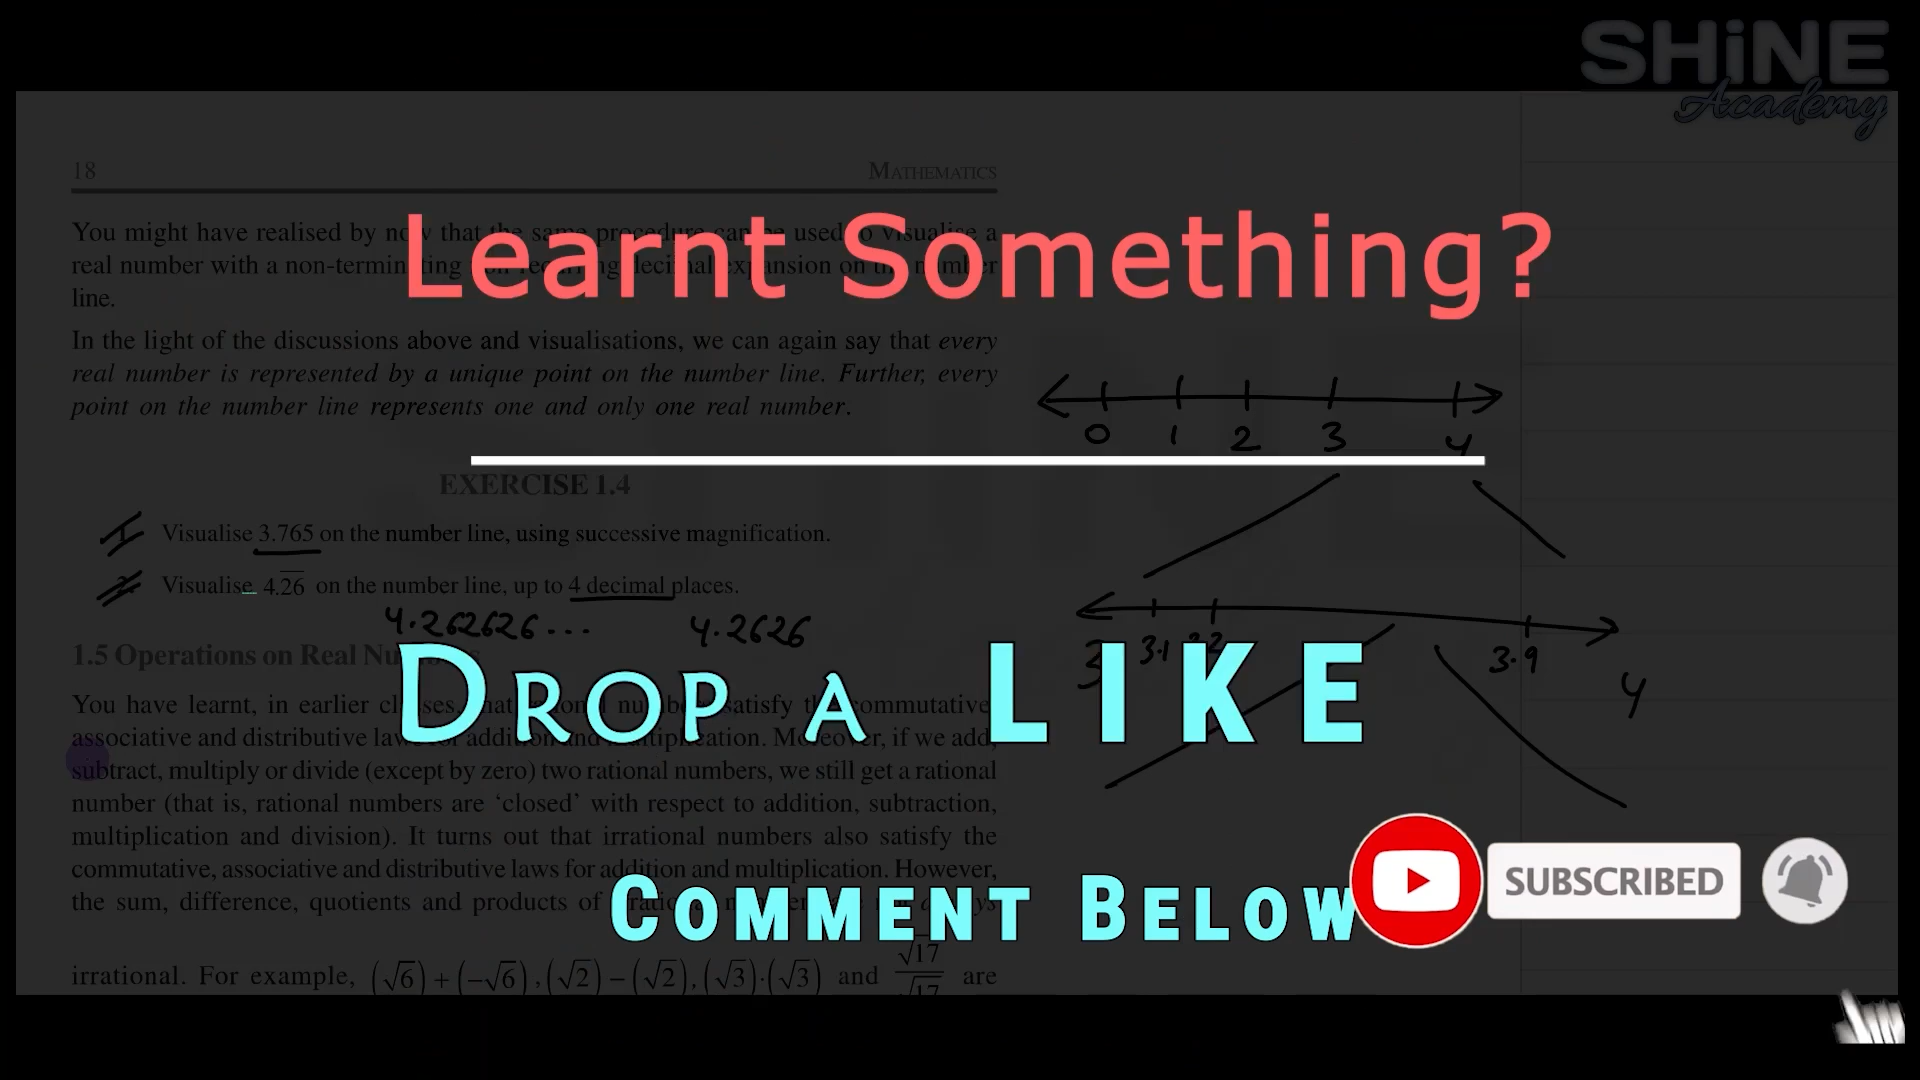 SHiNE
Academy
18 MATHEMATICS
Learnt Something?
You might have realised by now that the same procedure can be used to visualise a
real number with a non-terminating non-recurring decimal expansion on the number
line.
In the light of the discussions above and visualisations, we can again say that every
real number is represented by a unique point on the number line. Further, every
point on the number line represents one and only one real number.
0 1 2 3 4
EXERCISE 1.4
1. Visualise 3.765 on the number line, using successive magnification.
2. Visualise 4.\overline{26} on the number line, up to 4 decimal places.
4.262626... 4.2626
3 3.1 3.9 4
1.5 Operations on Real Numbers
DROP A LIKE
You have learnt, in earlier classes, that rational numbers satisfy the commutative,
associative and distributive laws for addition and multiplication. Moreover, if we add,
subtract, multiply or divide (except by zero) two rational numbers, we still get a rational
number (that is, rational numbers are ‘closed’ with respect to addition, subtraction,
multiplication and division). It turns out that irrational numbers also satisfy the
commutative, associative and distributive laws for addition and multiplication. However,
the sum, difference, quotients and products of
COMMENT BELOW
SUBSCRIBED
irrational. For example, (√6) + (−√6), (√2) − (√2), (√3)·(√3) and √17/√17 are